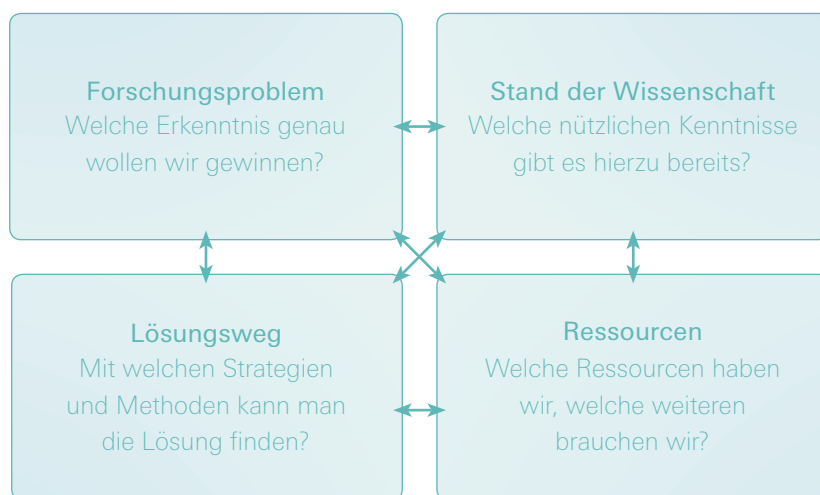 Forschungsproblem
Welche Erkenntnis genau
wollen wir gewinnen?
Stand der Wissenschaft
Welche nützlichen Kenntnisse
gibt es hierzu bereits?
Lösungsweg
Mit welchen Strategien
und Methoden kann man
die Lösung finden?
Ressourcen
Welche Ressourcen haben
wir, welche weiteren
brauchen wir?